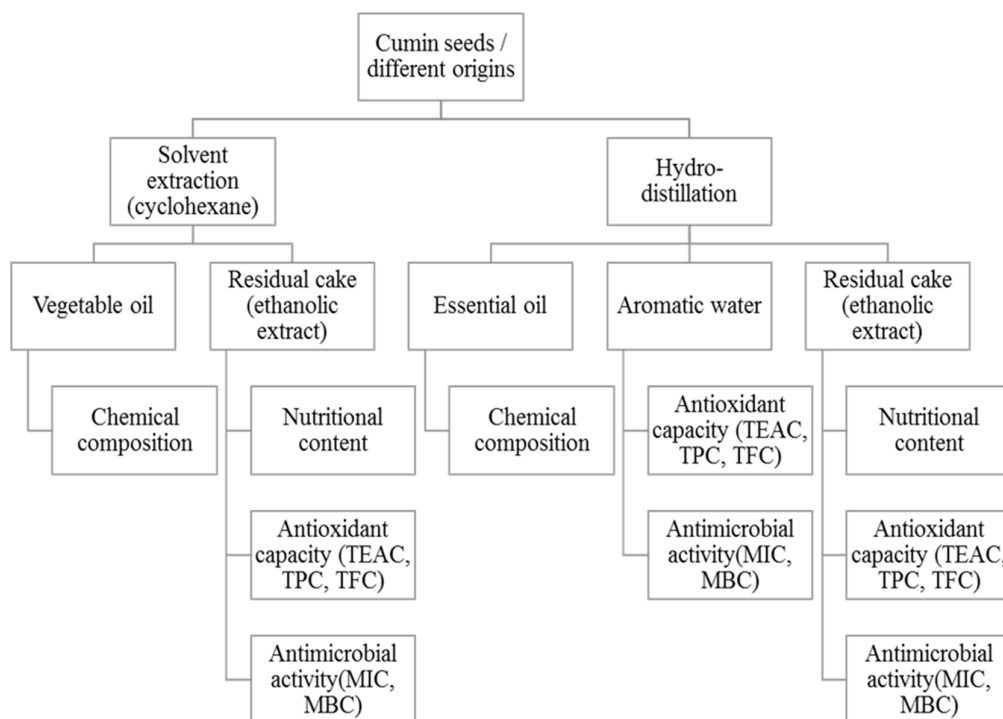 Cumin seeds /
different origins
Solvent
extraction
(cyclohexane)
Hydro-
distillation
Vegetable oil
Residual cake
(ethanolic
extract)
Essential oil
Aromatic water
Residual cake
(ethanolic
extract)
Chemical
composition
Nutritional
content
Antioxidant
capacity (TEAC,
TPC, TFC)
Antimicrobial
activity(MIC,
MBC)
Chemical
composition
Antioxidant
capacity (TEAC,
TPC, TFC)
Antimicrobial
activity(MIC,
MBC)
Nutritional
content
Antioxidant
capacity (TEAC,
TPC, TFC)
Antimicrobial
activity(MIC,
MBC)